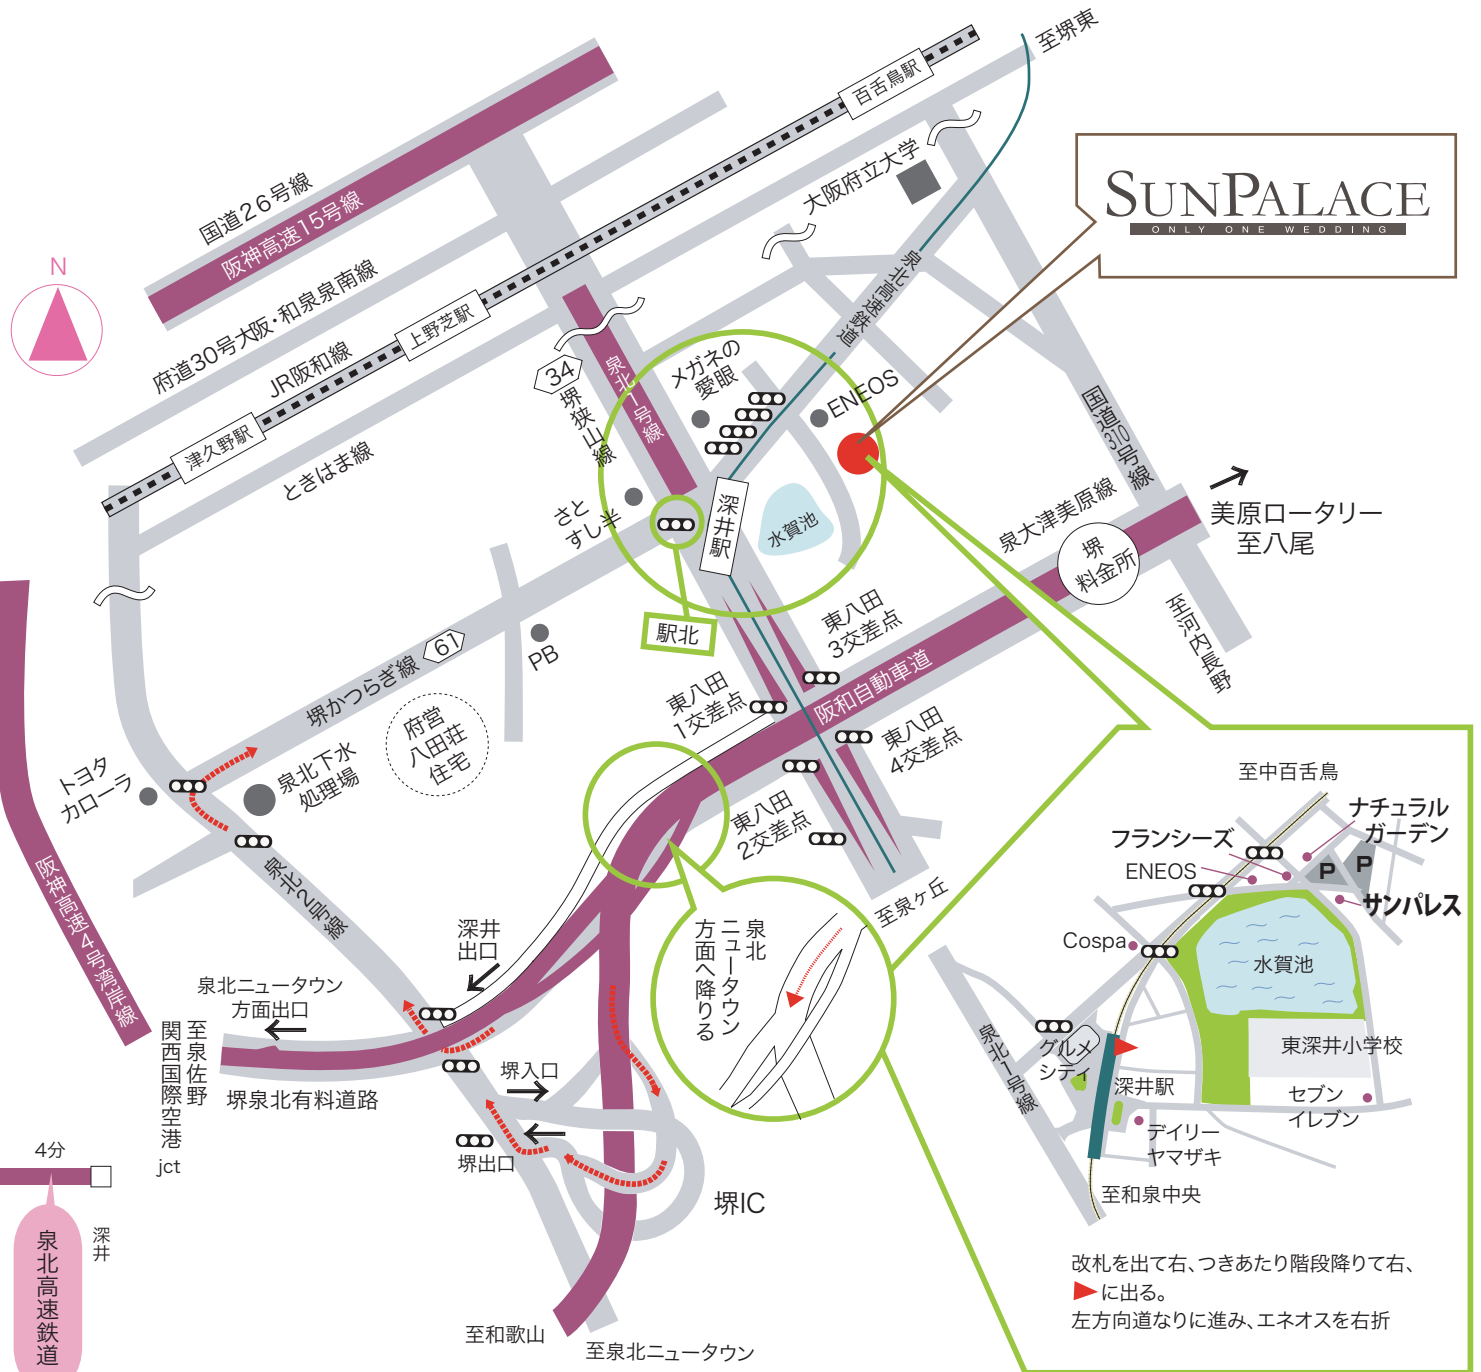 至堺東
百舌鳥駅
国道26号線
阪神高速15号線
大阪府立大学
SUNPALACE
ONLY ONE WEDDING
N
府道30号大阪・和泉泉南線
上野芝駅
JR阪和線
泉北高速鉄道
津久野駅
ときはま線
34
堺狭山線
泉北1号線
メガネの
愛眼
ENEOS
国道310号線
さと
すし半
深井駅
水賀池
泉大津美原線
堺
料金所
美原ロータリー
至八尾
至河内長野
駅北
PB
61
堺かつらぎ線
東八田
3交差点
東八田
1交差点
阪和自動車道
東八田
4交差点
東八田
2交差点
府営
八田荘
住宅
泉北下水
処理場
トヨタ
カローラ
泉北2号線
阪神高速4号湾岸線
至泉ヶ丘
深井
出口
泉北
ニュータウン
方面へ降りる
泉北ニュータウン
方面出口
至泉佐野
関西国際空港
jct
堺泉北有料道路
堺入口
堺出口
堺IC
4分
深井
泉北高速鉄道
至和歌山
至泉北ニュータウン
至中百舌鳥
ナチュラル
ガーデン
フランシーズ
ENEOS
P
P
サンパレス
Cospa
水賀池
泉北1号線
グルメ
シティ
東深井小学校
深井駅
セブン
イレブン
デイリー
ヤマザキ
至和泉中央
改札を出て右、つきあたり階段降りて右、
に出る。
左方向道なりに進み、エネオスを右折